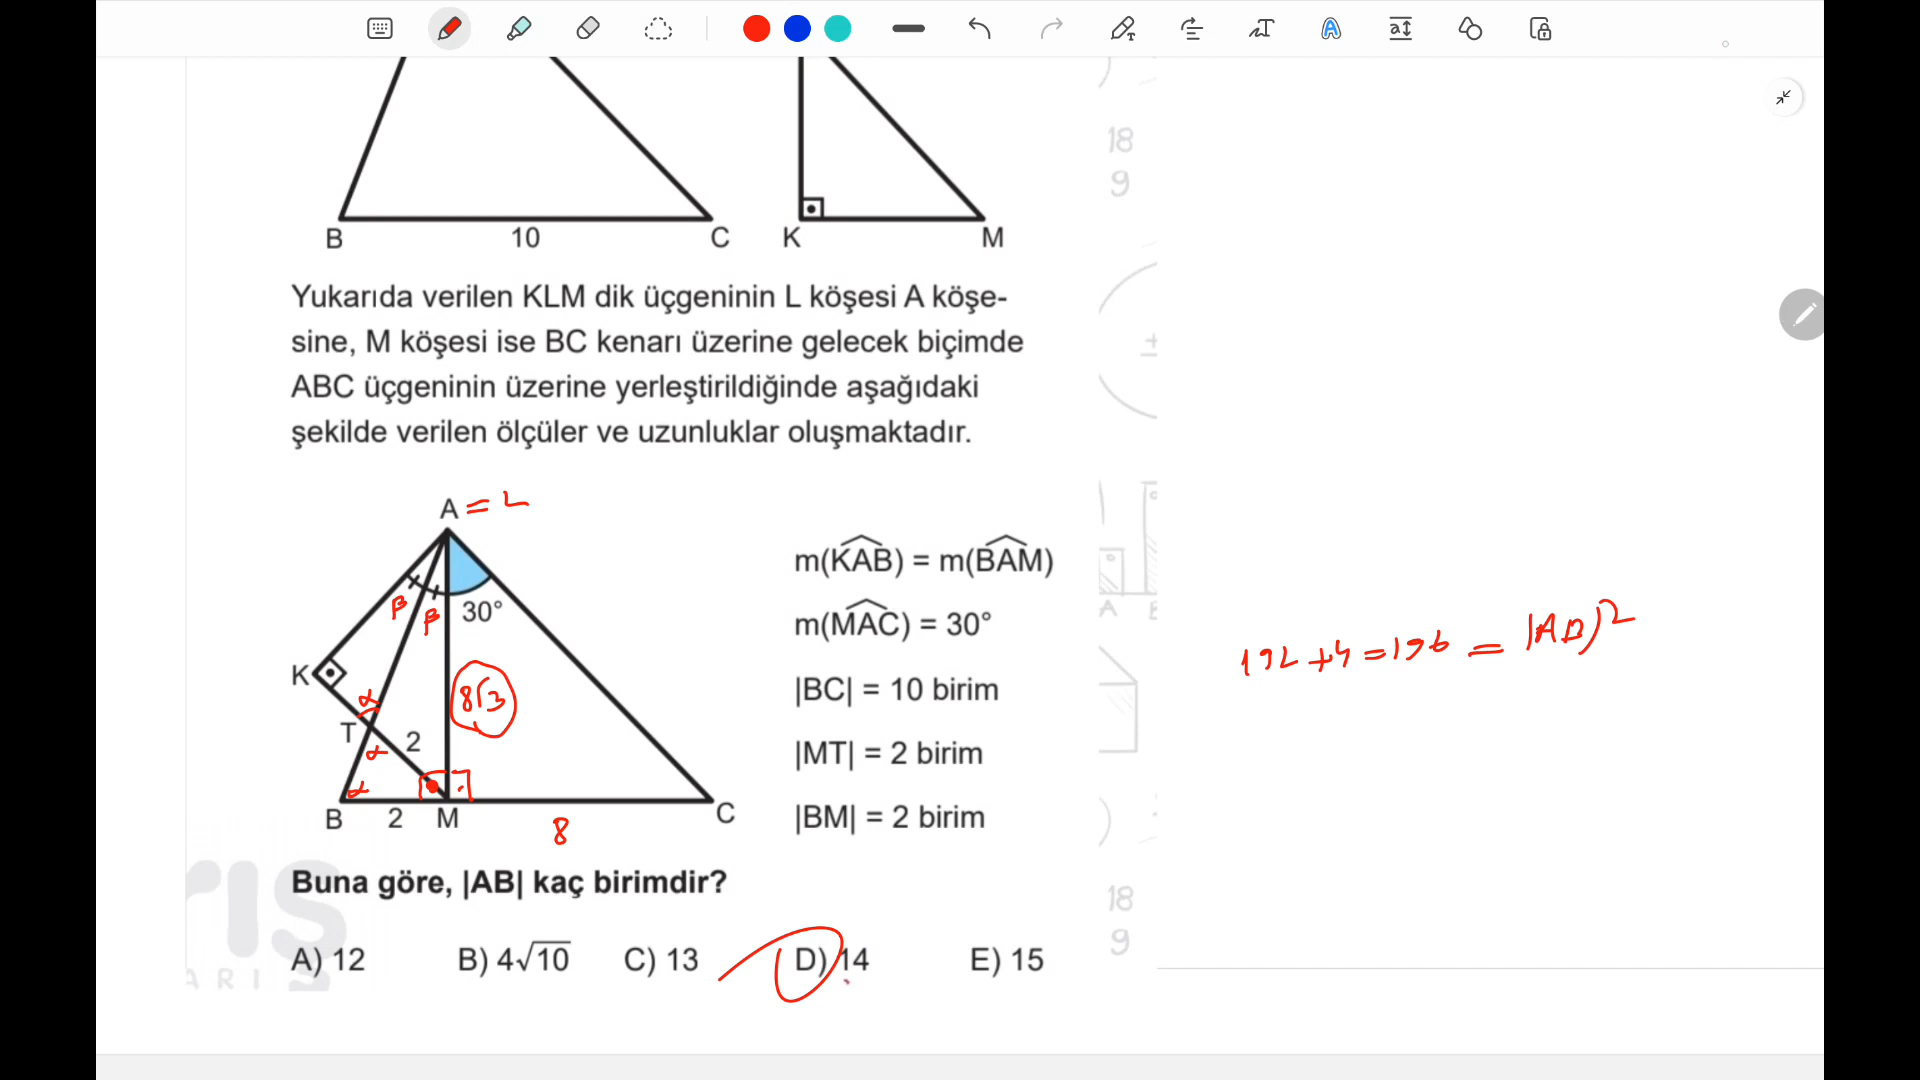 18
9
B 10 C K M
Yukarıda verilen KLM dik üçgeninin L köşesi A köşe-
sine, M köşesi ise BC kenarı üzerine gelecek biçimde
ABC üçgeninin üzerine yerleştirildiğinde aşağıdaki
şekilde verilen ölçüler ve uzunluklar oluşmaktadır.
A = L
m(KAB) = m(BAM)
β β 30°
m(MAC) = 30°
192+4=196 = |AB|²
K
α 8√3
|BC| = 10 birim
T 2
α
|MT| = 2 birim
α
B 2 M 8 C
|BM| = 2 birim
Buna göre, |AB| kaç birimdir?
18
9
A) 12 B) 4√10 C) 13 D) 14 E) 15
ARI